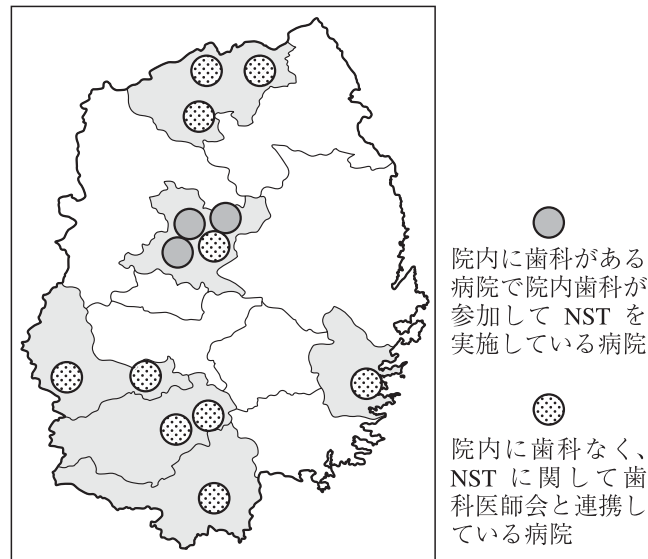 院内に歯科がある
病院で院内歯科が
参加して NST を
実施している病院
院内に歯科なく、
NST に関して歯
科医師会と連携し
ている病院